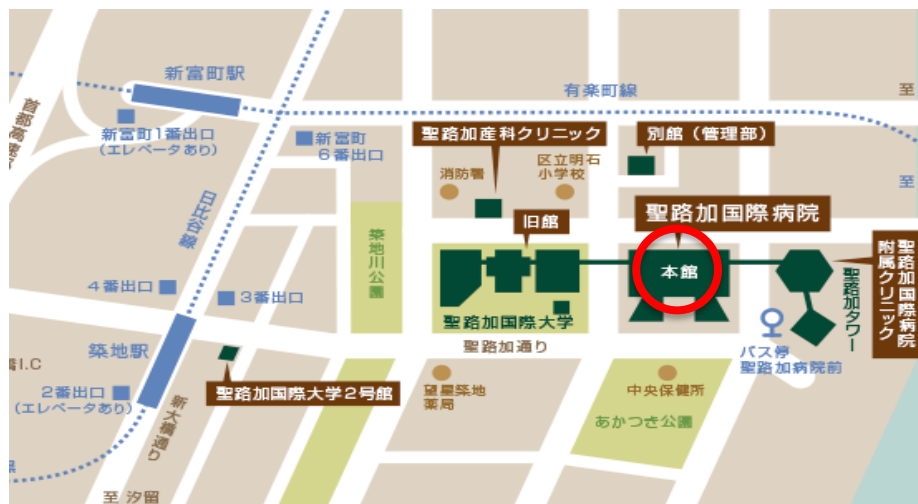 新富町駅
有楽町線
至
首都高速
新富町1番出口
(エレベータあり)
新富町
6番出口
聖路加産科クリニック
別館（管理部）
消防署
区立明石
小学校
至
日比谷線
聖路加国際病院
旧館
築地川公園
本館
聖路加国際病院
附属クリニック
聖路加タワー
4番出口
3番出口
聖路加国際大学
築地駅
聖路加通り
バス停
聖路加病院前
I.C
2番出口
(エレベータあり)
聖路加国際大学2号館
望星築地
薬局
中央保健所
あかつき公園
新大橋通り
至 汐留